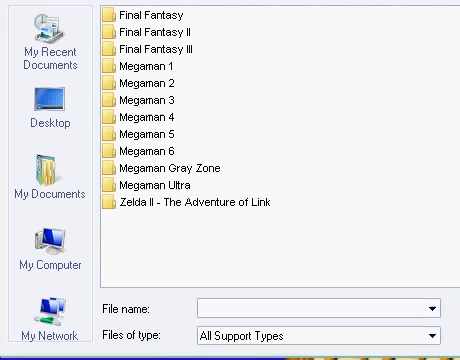 My Recent
Documents
Desktop
My Documents
My Computer
My Network
Final Fantasy
Final Fantasy II
Final Fantasy III
Megaman 1
Megaman 2
Megaman 3
Megaman 4
Megaman 5
Megaman 6
Megaman Gray Zone
Megaman Ultra
Zelda II - The Adventure of Link
File name:
Files of type:
All Support Types